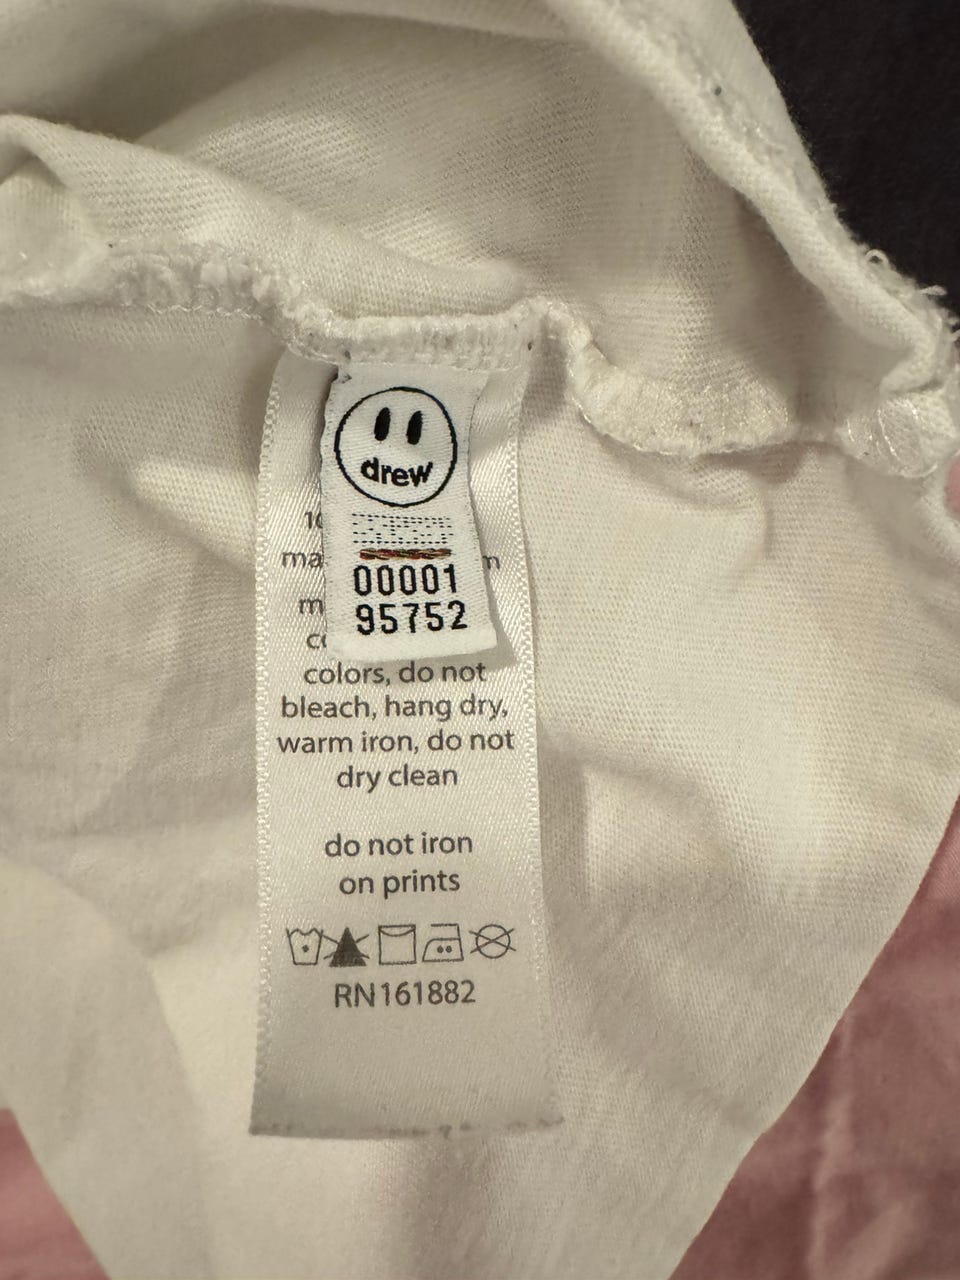 drew
00001
95752
colors, do not
bleach, hang dry,
warm iron, do not
dry clean
do not iron
on prints
RN161882